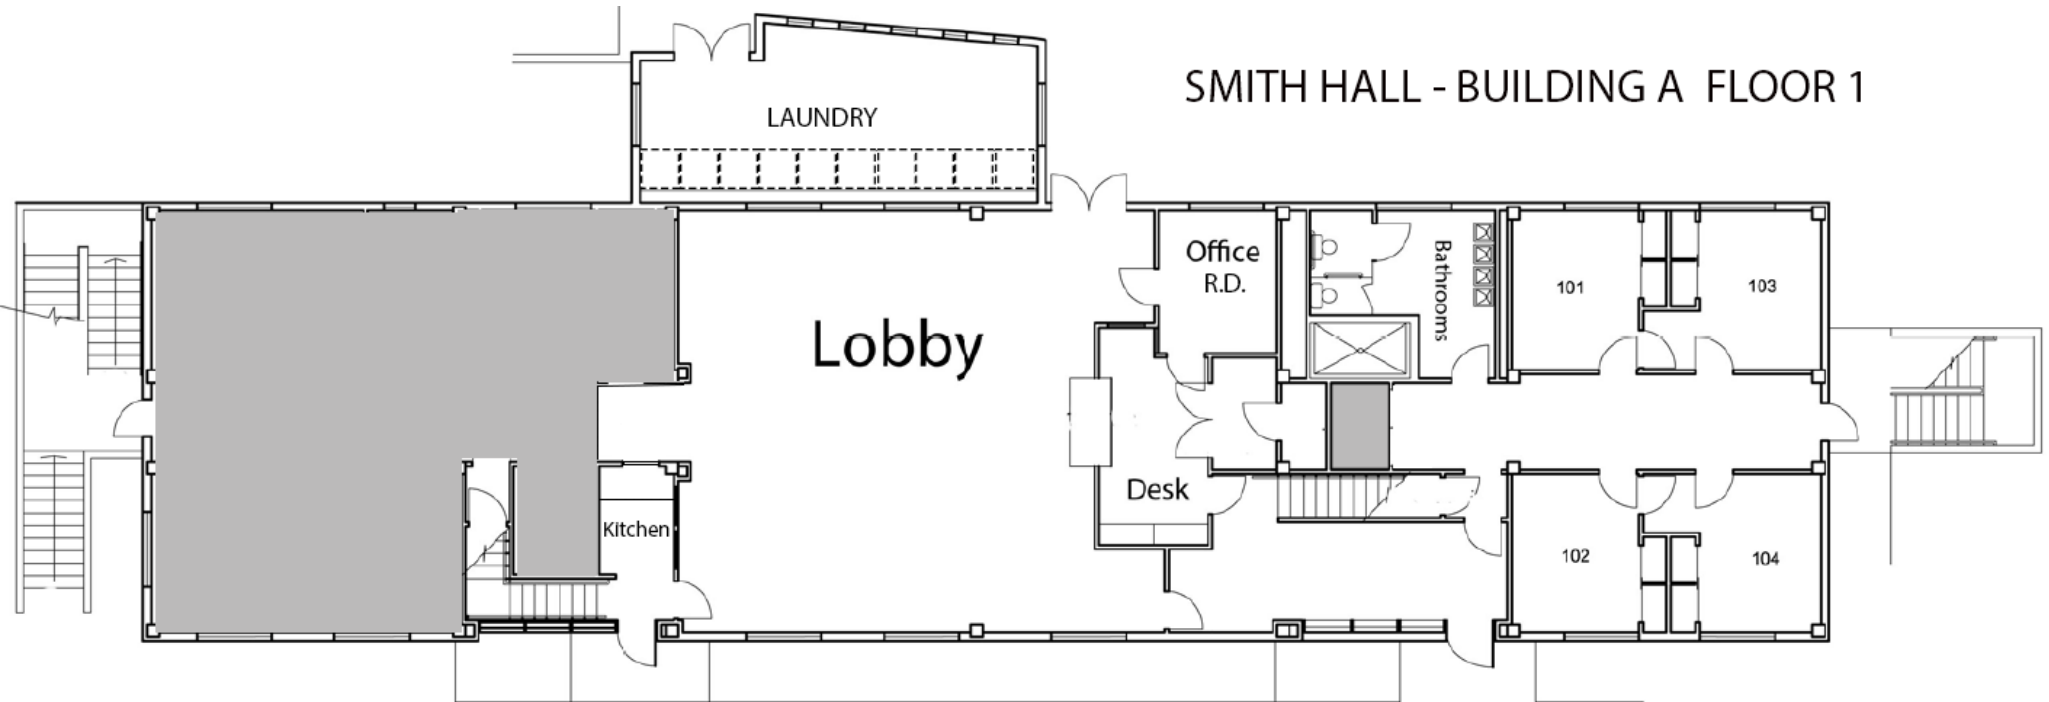 SMITH HALL - BUILDING A  FLOOR 1
LAUNDRY
Office
R.D.
Bathrooms
101
103
Lobby
Desk
Kitchen
102
104